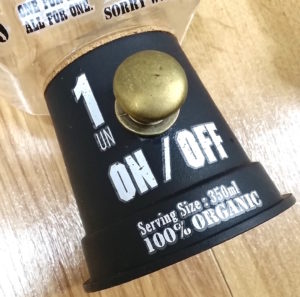 ALL FOR ONE.
SORRY
1
UN
ON / OFF
Serving Size : 350ml
100% ORGANIC